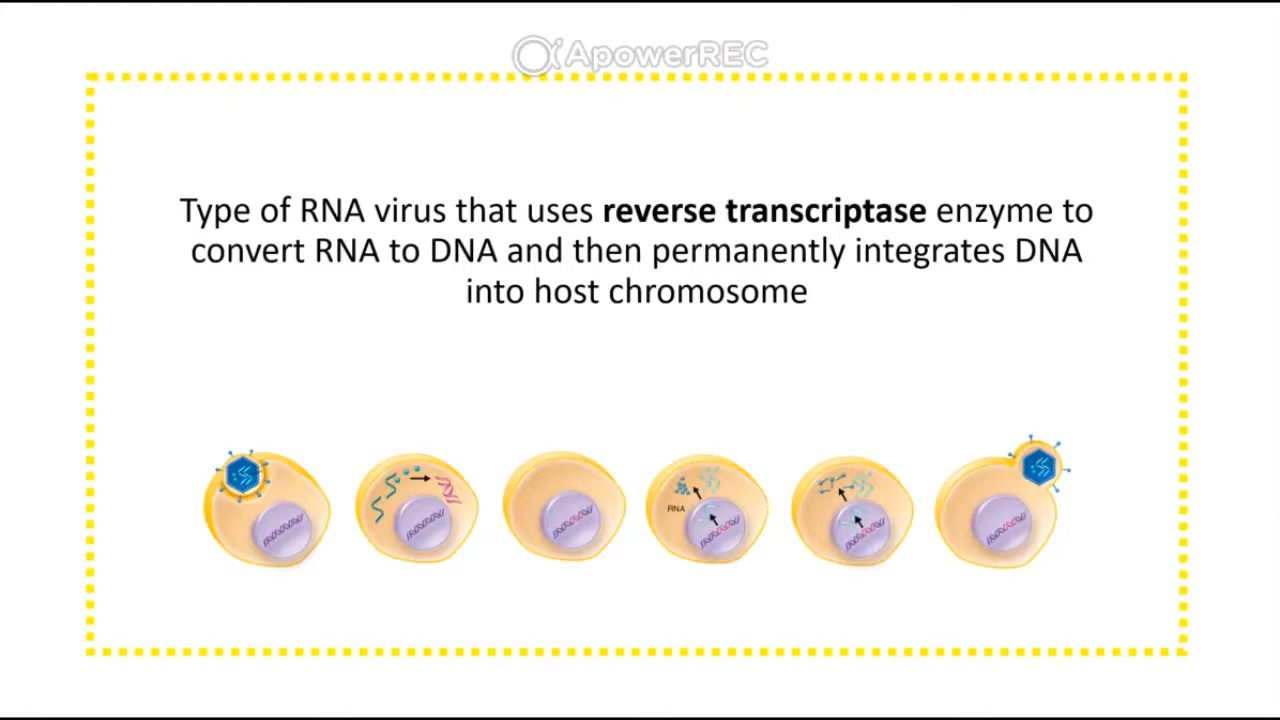 ApowerREC
Type of RNA virus that uses reverse transcriptase enzyme to
convert RNA to DNA and then permanently integrates DNA
into host chromosome
RNA